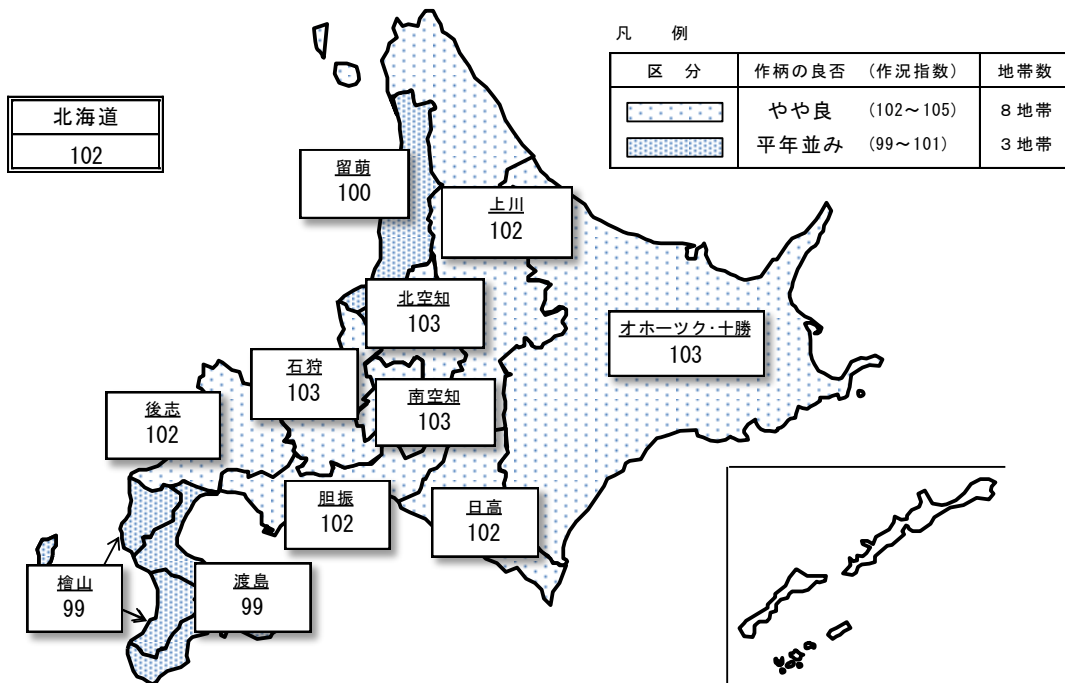 凡　例
区　分　作柄の良否　（作況指数）　地帯数
やや良　（102～105）　８地帯
平年並み　（99～101）　３地帯
北海道
102
留萌
100
上川
102
北空知
103
オホーツク・十勝
103
石狩
103
南空知
103
後志
102
胆振
102
日高
102
檜山
99
渡島
99